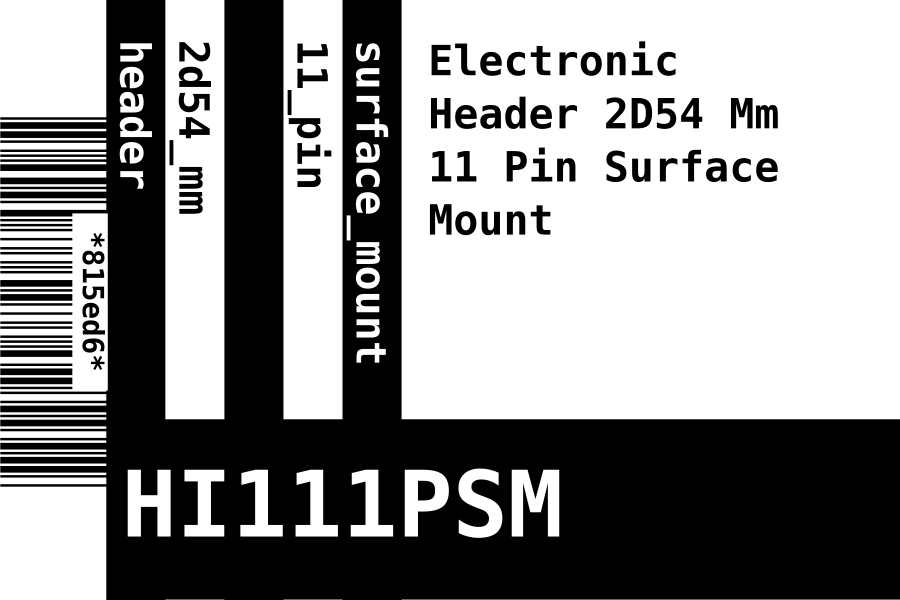 *815ed6*
header
2d54_mm
11_pin
surface_mount
Electronic
Header 2D54 Mm
11 Pin Surface
Mount
HI111PSM